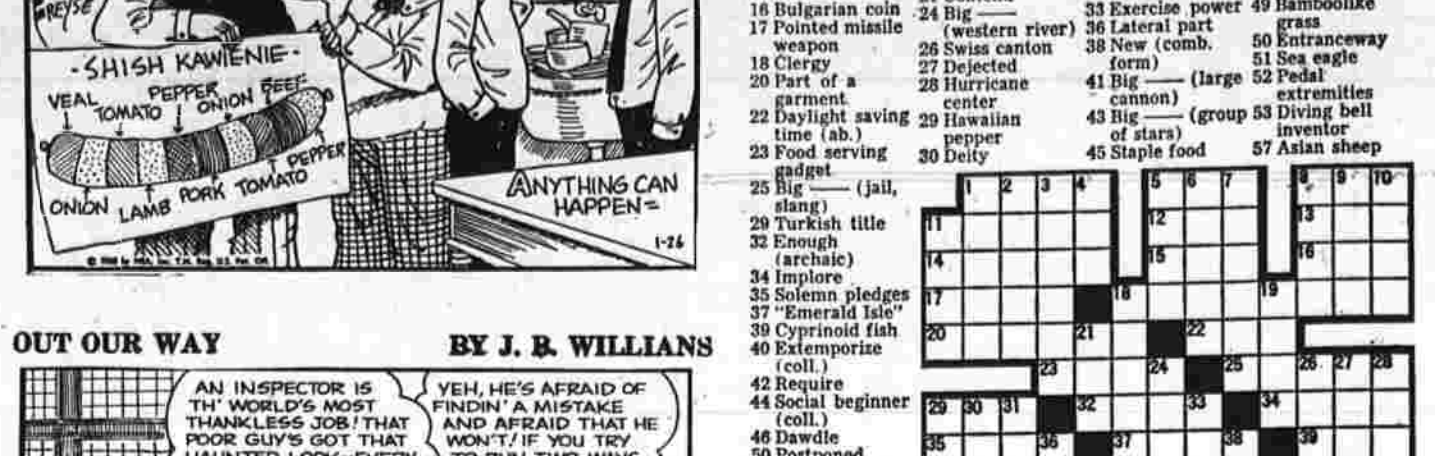 -SHISH KAWIENIE-
VEAL
TOMATO
PEPPER
ONION
BEEF
PEPPER
ONION
LAMB
PORK
TOMATO
ANYTHING CAN
HAPPEN=
1-26
OUT OUR WAY
BY J. R. WILLIANS
AN INSPECTOR IS
TH' WORLD'S MOST
THANKLESS JOB! THAT
POOR GUY'S GOT THAT
HAUNTED LOOK--EVERY
YEH, HE'S AFRAID OF
FINDIN' A MISTAKE
AND AFRAID THAT HE
WON'T! IF YOU TRY
16 Bulgarian coin
17 Pointed missile
weapon
18 Clergy
20 Part of a
garment
22 Daylight saving
time (ab.)
23 Food serving
gadget
25 Big —— (jail,
slang)
29 Turkish title
32 Enough
(archaic)
34 Implore
35 Solemn pledges
37 "Emerald Isle"
39 Cyprinoid fish
40 Extemporize
(coll.)
42 Require
44 Social beginner
(coll.)
46 Dawdle
50 Postponed
24 Big ——
(western river)
26 Swiss canton
27 Dejected
28 Hurricane
center
29 Hawaiian
pepper
30 Deity
33 Exercise power
36 Lateral part
38 New (comb.
form)
41 Big —— (large
cannon)
43 Big —— (group
of stars)
45 Staple food
49 Bamboolike
grass
50 Entranceway
51 Sea eagle
52 Pedal
extremities
53 Diving bell
inventor
57 Asian sheep
1 2 3 4 5 6 7 8 9 10
11 12 13
14 15 16
17 18 19
20 21 22
23 24 25 26 27 28
29 30 31 32 33 34
35 36 37 38 39